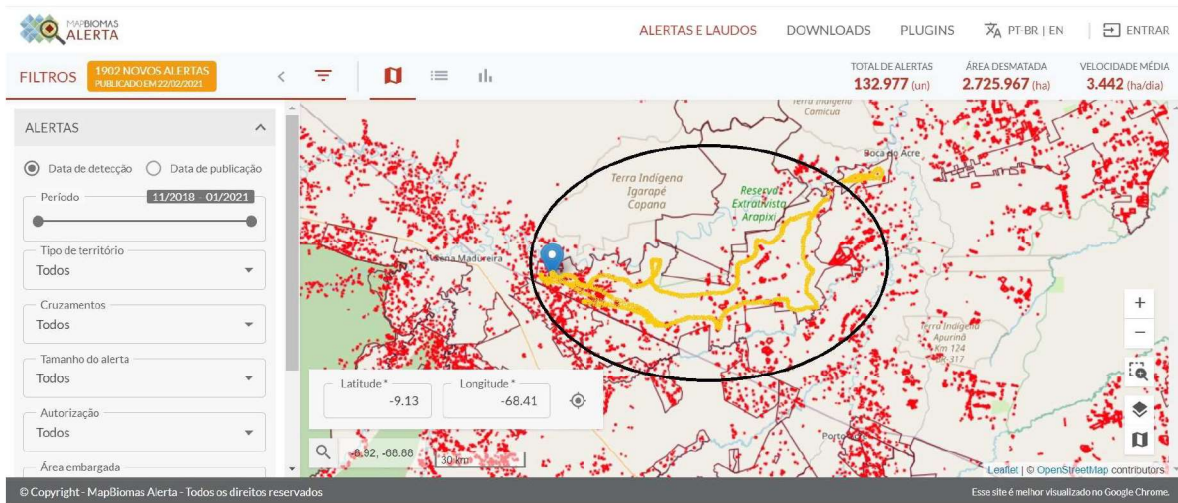 MAPBIOMAS
ALERTA
ALERTAS E LAUDOS
DOWNLOADS
PLUGINS
PT-BR | EN
ENTRAR
FILTROS
1902 NOVOS ALERTAS
PUBLICADO EM 22/02/2021
TOTAL DE ALERTAS
132.977 (un)
ÁREA DESMATADA
2.725.967 (ha)
VELOCIDADE MÉDIA
3.442 (ha/dia)
ALERTAS
Data de detecção
Data de publicação
Período
11/2018 - 01/2021
Tipo de território
Todos
Cruzamentos
Todos
Tamanho do alerta
Todos
Autorização
Todos
Área embargada
Terra Indígena
Camicua
Boca do Acre
Terra Indígena
Igarapé
Capana
Reserva
Extrativista
Arapixi
Sena Madureira
Terra Indígena
Apurinã
Km 124
BR-317
Latitude *
-9.13
Longitude *
-68.41
-8.92, -68.88
30 km
+
−
Leaflet | © OpenStreetMap contributors
© Copyright - MapBiomas Alerta - Todos os direitos reservados
Esse site é melhor visualizado no Google Chrome.